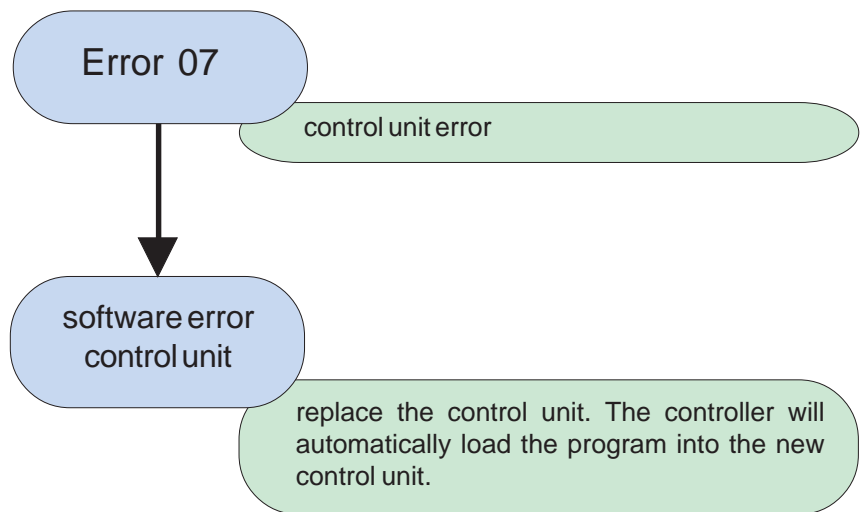 Error 07
control unit error
software error
control unit
replace the control unit. The controller will
automatically load the program into the new
control unit.